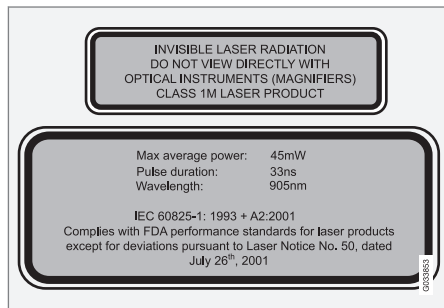 INVISIBLE LASER RADIATION
DO NOT VIEW DIRECTLY WITH
OPTICAL INSTRUMENTS (MAGNIFIERS)
CLASS 1M LASER PRODUCT
Max average power: 45mW
Pulse duration: 33ns
Wavelength: 905nm
IEC 60825-1: 1993 + A2:2001
Complies with FDA performance standards for laser products
except for deviations pursuant to Laser Notice No. 50, dated
July 26th, 2001
G033853